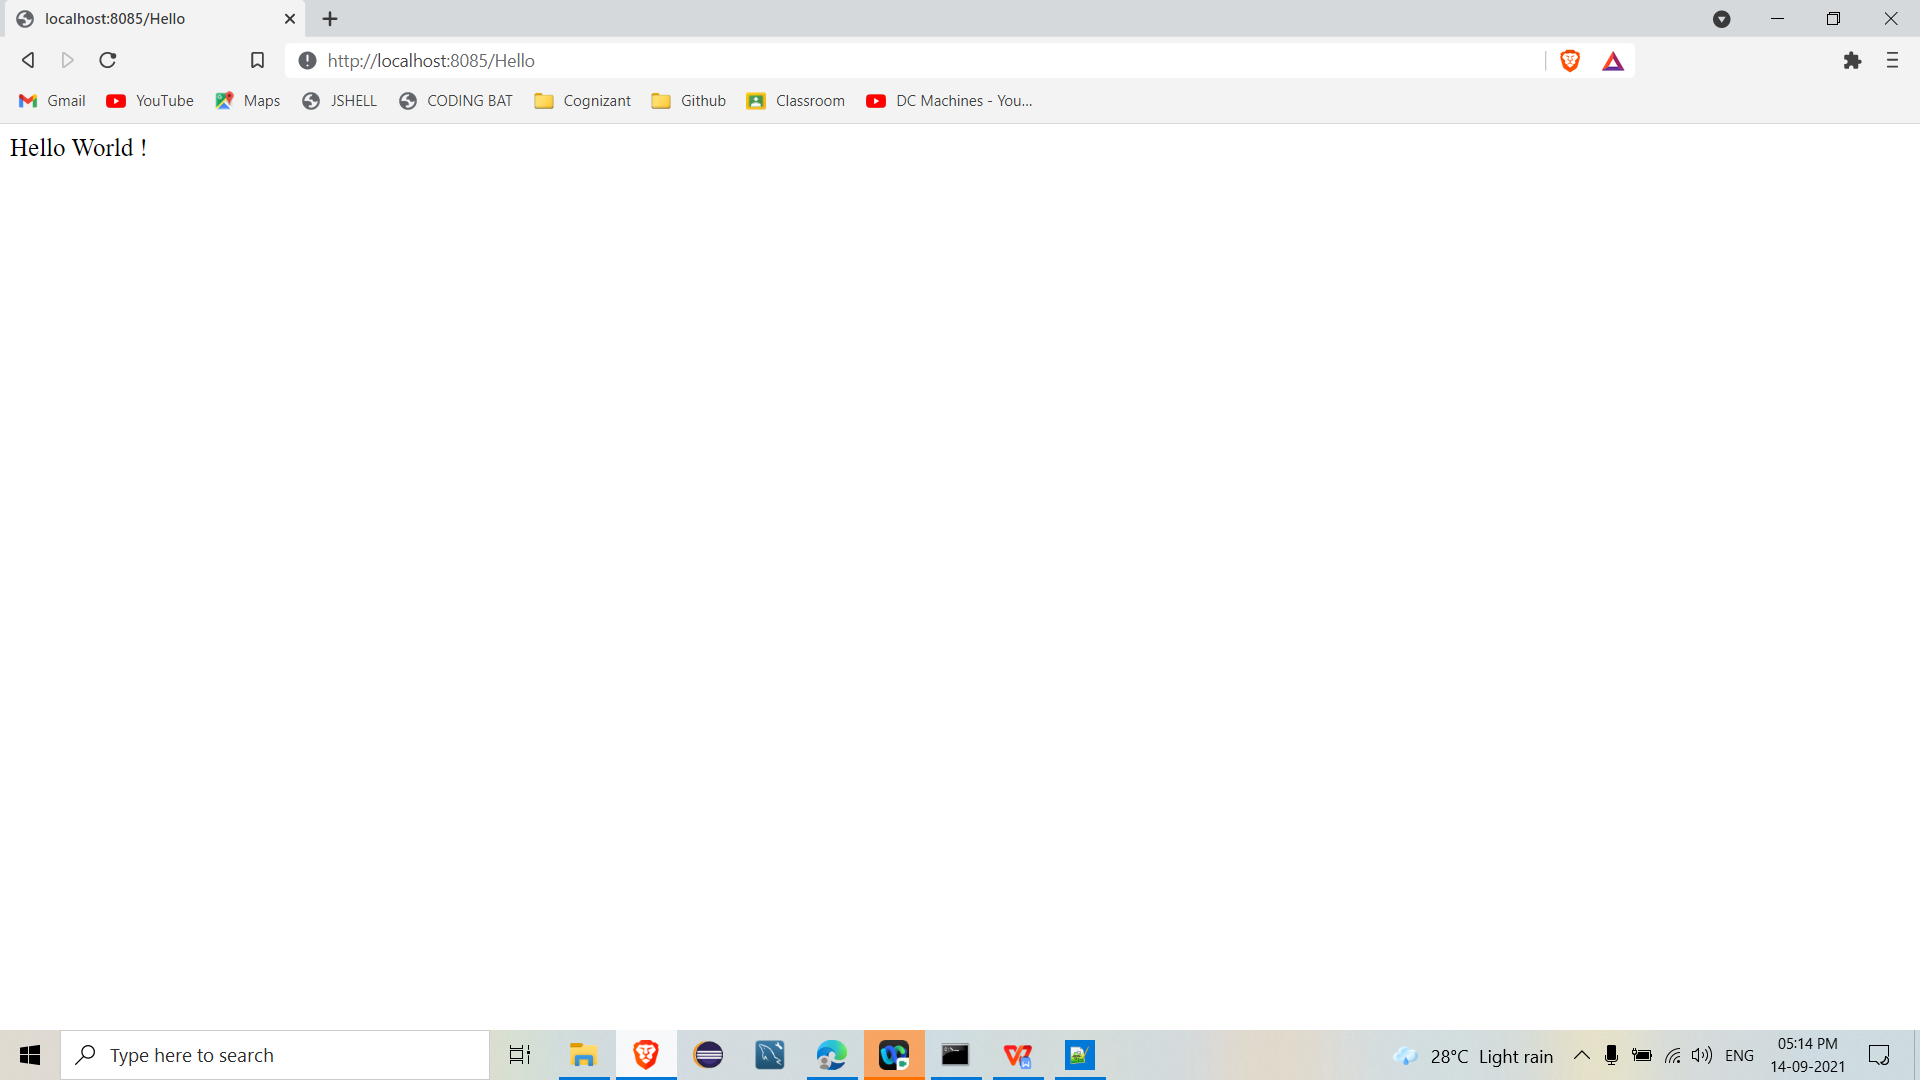 localhost:8085/Hello
http://localhost:8085/Hello
Gmail YouTube Maps JSHELL CODING BAT Cognizant Github Classroom DC Machines - You...
Hello World !
Type here to search
28°C Light rain
ENG
05:14 PM
14-09-2021